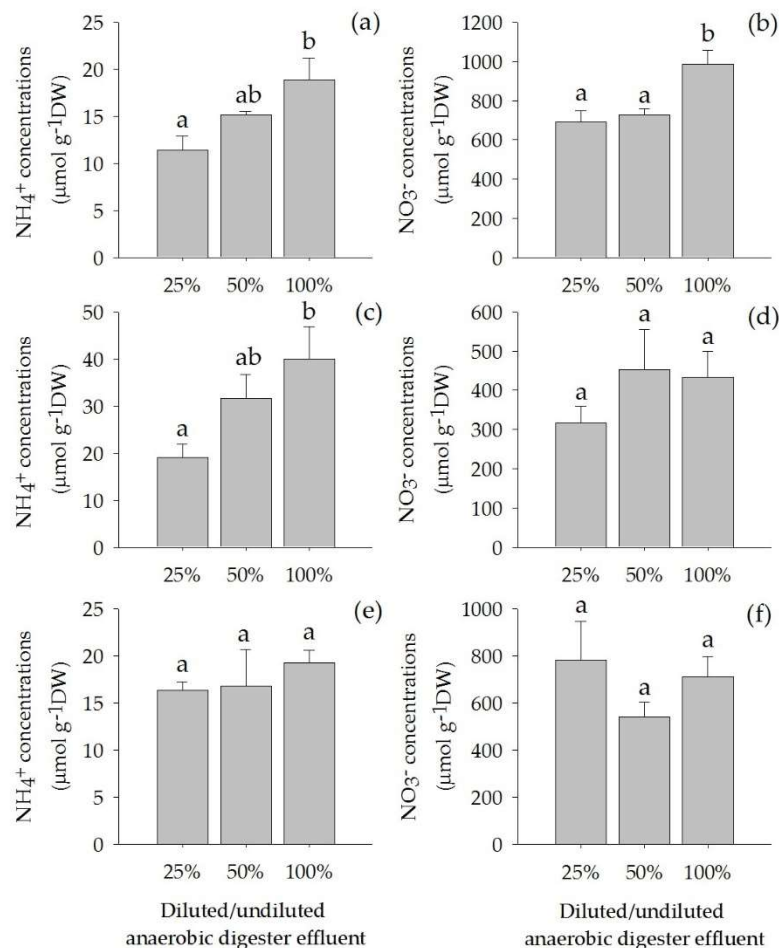 (a)
NH4+ concentrations
(µmol g-1DW)
25
20
15
10
5
0
a
ab
b
25% 50% 100%
(b)
NO3- concentrations
(µmol g-1DW)
1200
1000
800
600
400
200
0
a
a
b
25% 50% 100%
(c)
NH4+ concentrations
(µmol g-1DW)
50
40
30
20
10
0
a
ab
b
25% 50% 100%
(d)
NO3- concentrations
(µmol g-1DW)
600
500
400
300
200
100
0
a
a
a
25% 50% 100%
(e)
NH4+ concentrations
(µmol g-1DW)
25
20
15
10
5
0
a
a
a
25% 50% 100%
Diluted/undiluted
anaerobic digester effluent
(f)
NO3- concentrations
(µmol g-1DW)
1000
800
600
400
200
0
a
a
a
25% 50% 100%
Diluted/undiluted
anaerobic digester effluent